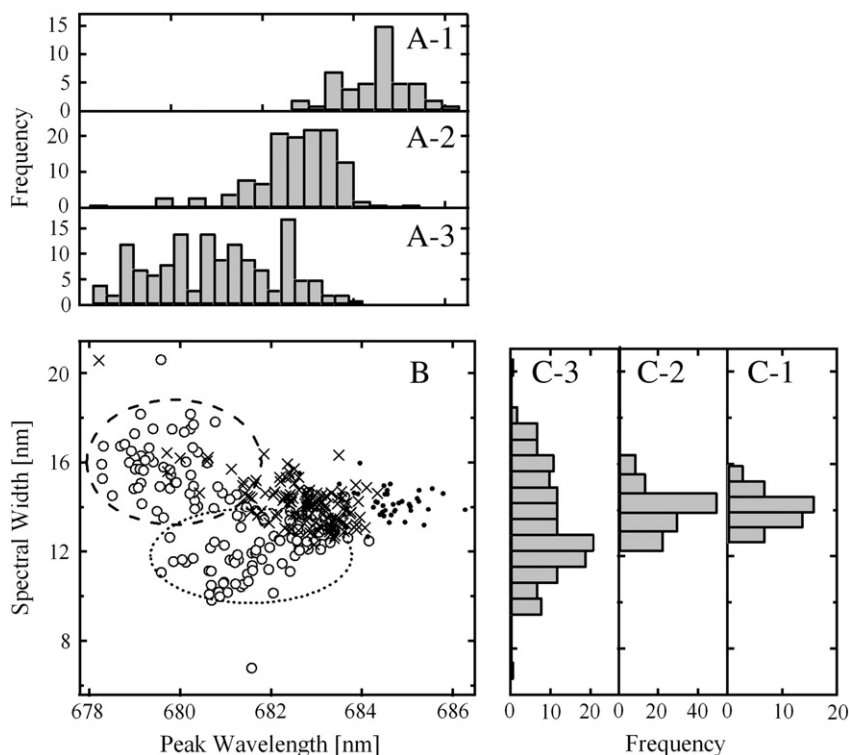 15
10
5
0
A-1
20
10
0
A-2
Frequency
15
10
5
0
A-3
20
16
12
8
B
Spectral Width [nm]
678 680 682 684 686
Peak Wavelength [nm]
C-3 C-2 C-1
0 10 20 0 20 40 0 10 20
Frequency